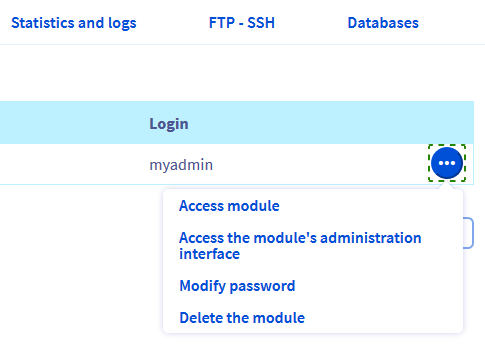 Statistics and logs FTP - SSH Databases
Login
myadmin
Access module
Access the module's administration
interface
Modify password
Delete the module